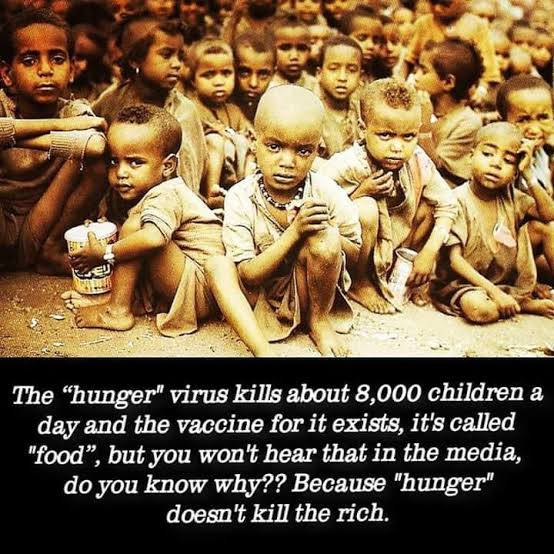 The “hunger" virus kills about 8,000 children a
day and the vaccine for it exists, it's called
"food”, but you won't hear that in the media,
do you know why?? Because "hunger"
doesn't kill the rich.